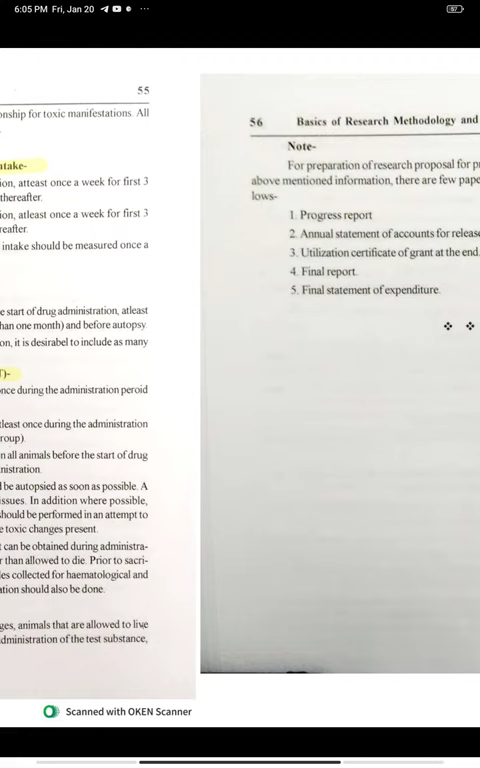 6:05 PM Fri, Jan 20
57
55
onship for toxic manifestations. All
ntake-
ion, atteast once a week for first 3
thereafter.
ion, atleast once a week for first 3
reafter.
intake should be measured once a
e start of drug administration, atleast
han one month) and before autopsy.
on, it is desirabel to include as many
T)-
once during the administration peroid
tleast once during the administration
roup).
n all animals before the start of drug
nistration.
l be autopsied as soon as possible. A
issues. In addition where possible,
hould be performed in an attempt to
e toxic changes present.
t can be obtained during administra-
r than allowed to die. Prior to sacri-
les collected for haematological and
ation should also be done.
ges, animals that are allowed to live
dministration of the test substance,
56 Basics of Research Methodology and
Note-
For preparation of research proposal for p
above mentioned information, there are few pape
lows-
1. Progress report
2. Annual statement of accounts for release
3. Utilization certificate of grant at the end
4. Final report.
5. Final statement of expenditure.
Scanned with OKEN Scanner